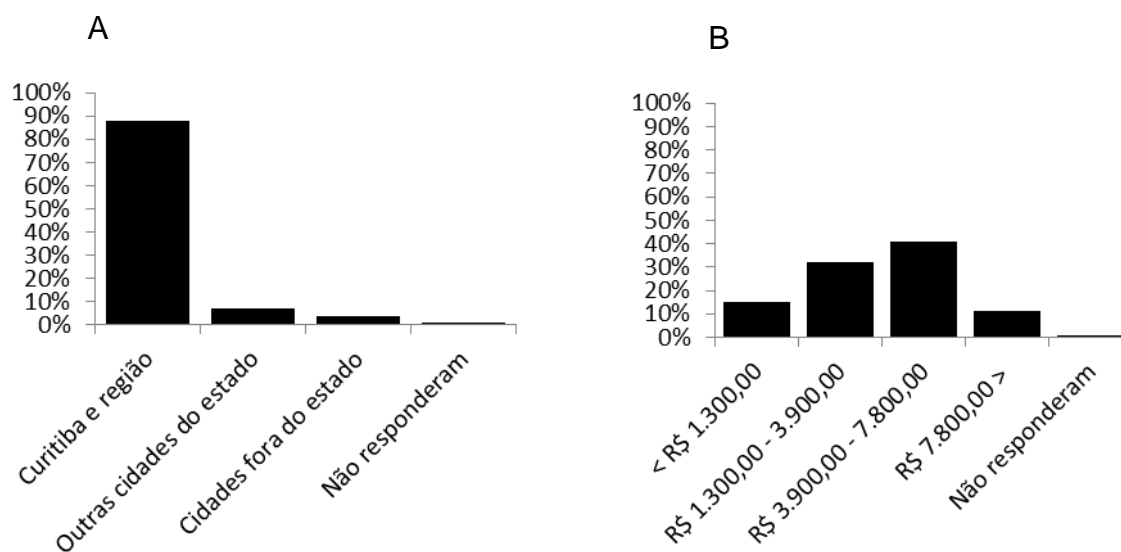 A
100%
90%
80%
70%
60%
50%
40%
30%
20%
10%
0%
Curitiba e região
Outras cidades do estado
Cidades fora do estado
Não responderam
B
100%
90%
80%
70%
60%
50%
40%
30%
20%
10%
0%
< R$ 1.300,00
R$ 1.300,00 - 3.900,00
R$ 3.900,00 - 7.800,00
R$ 7.800,00 >
Não responderam